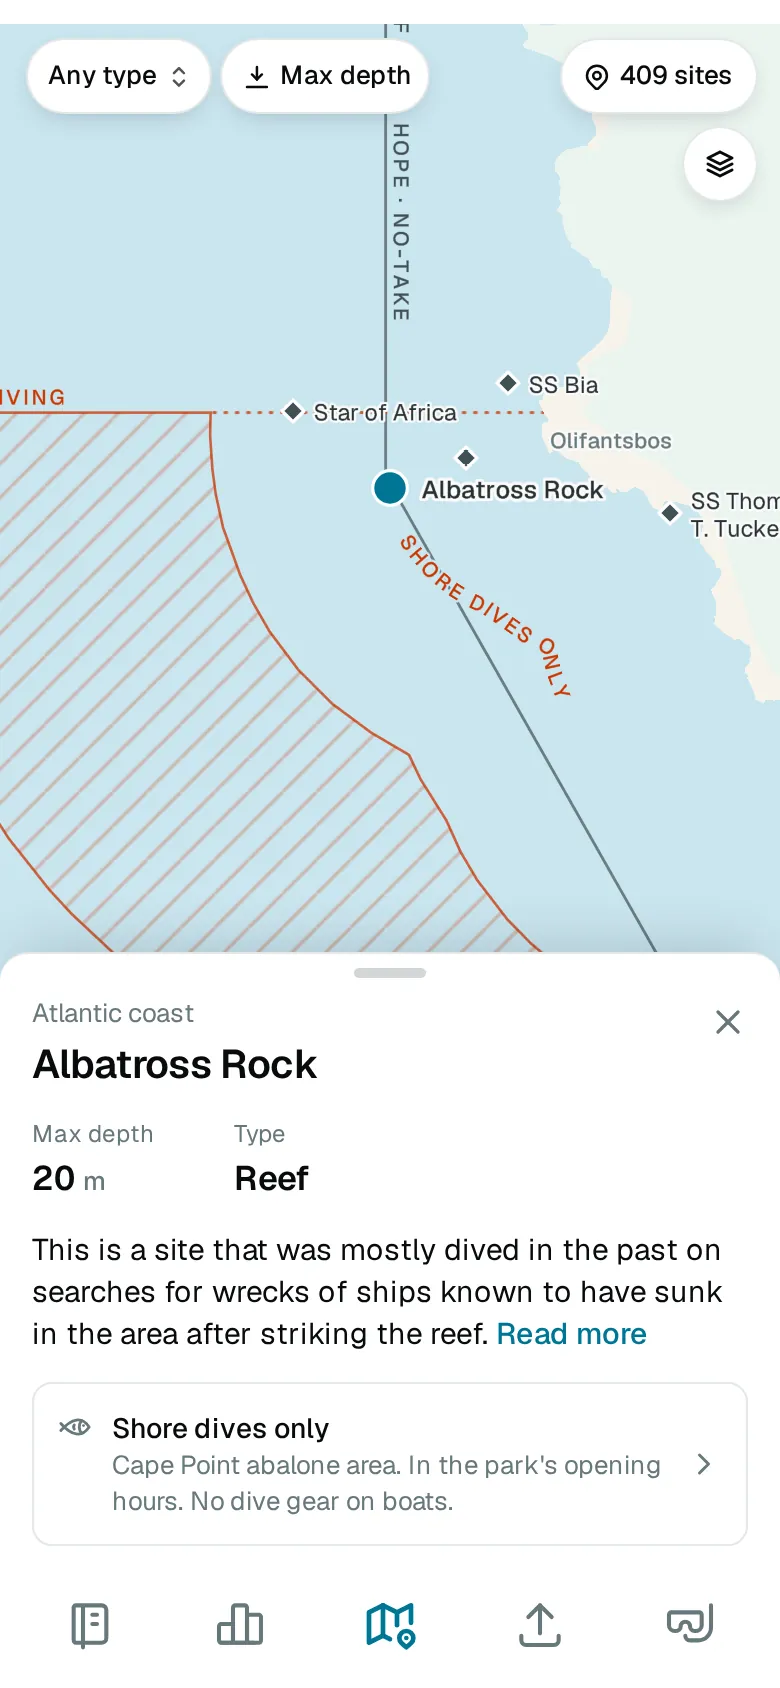 Any type
Max depth
409 sites
HOPE · NO-TAKE
SS Bia
Star of Africa
Olifantsbos
Albatross Rock
SS Thom
T. Tucke
SHORE DIVES ONLY
Atlantic coast
Albatross Rock
Max depth
Type
20 m
Reef
This is a site that was mostly dived in the past on
searches for wrecks of ships known to have sunk
in the area after striking the reef. Read more
Shore dives only
Cape Point abalone area. In the park's opening
hours. No dive gear on boats.